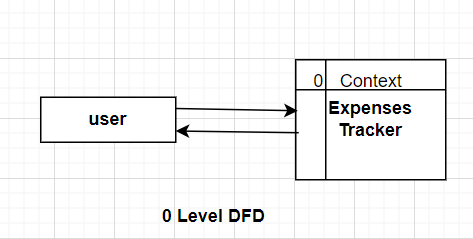 0 Context
user
Expenses
Tracker
0 Level DFD